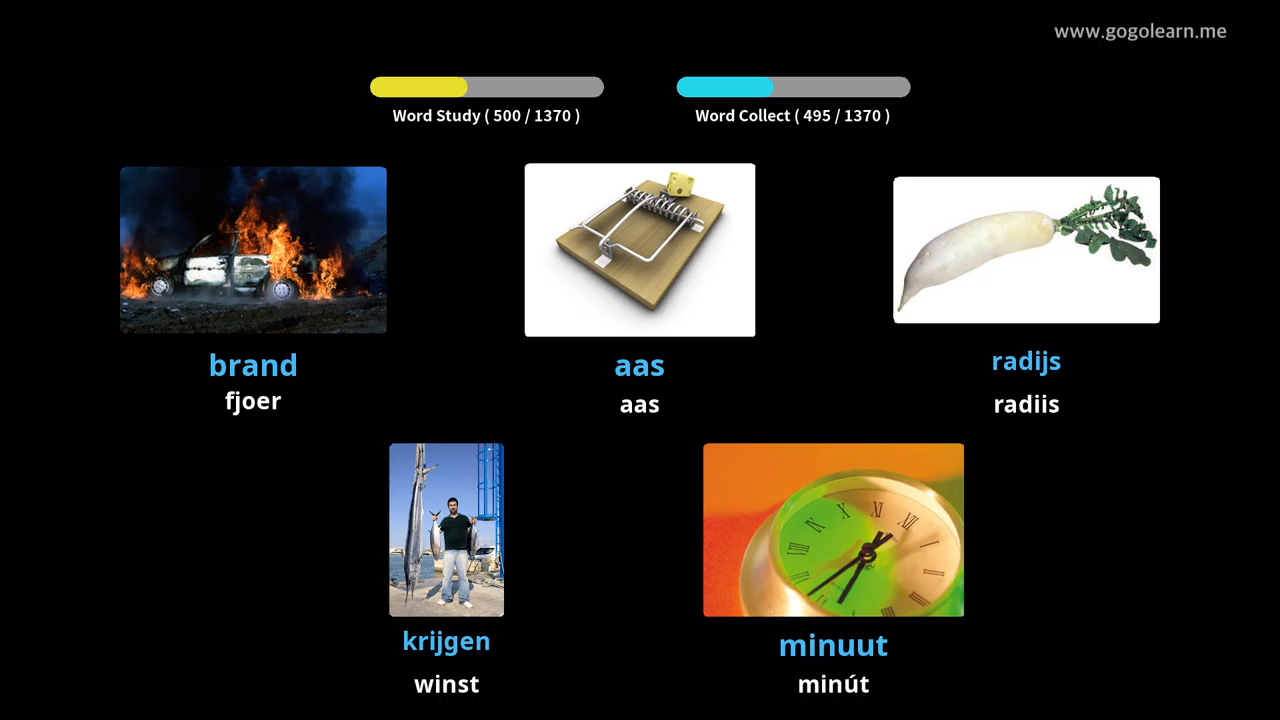 www.gogolearn.me
Word Study ( 500 / 1370 )
Word Collect ( 495 / 1370 )
brand
fjoer
aas
aas
radijs
radiis
krijgen
winst
minuut
minút